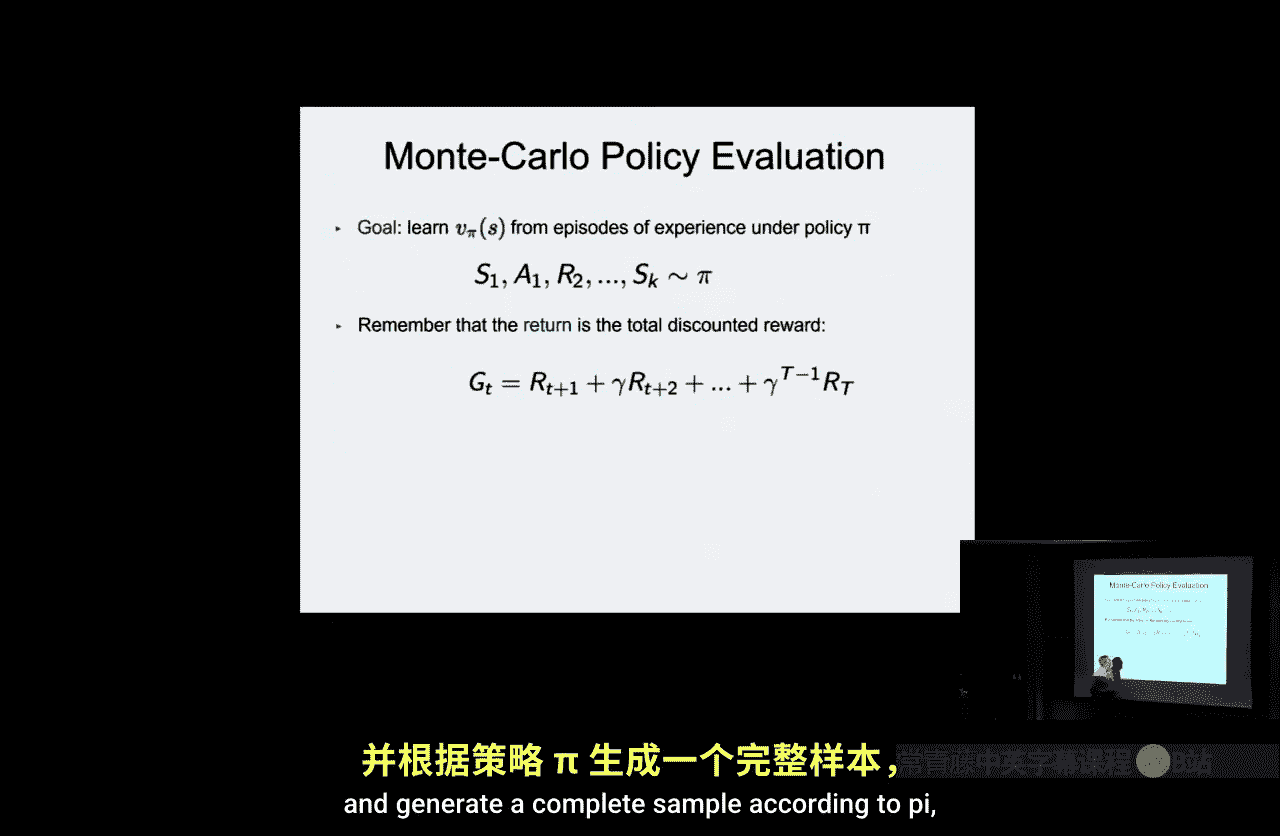 Monte-Carlo Policy Evaluation
‣ Goal: learn vπ(s) from episodes of experience under policy π
S₁, A₁, R₂, ..., Sₖ ∼ π
‣ Remember that the return is the total discounted reward:
Gₜ = Rₜ₊₁ + γRₜ₊₂ + ... + γᵀ⁻¹R_T
Monte-Carlo Policy Evaluation
并根据策略 π 生成一个完整样本，
and generate a complete sample according to pi,